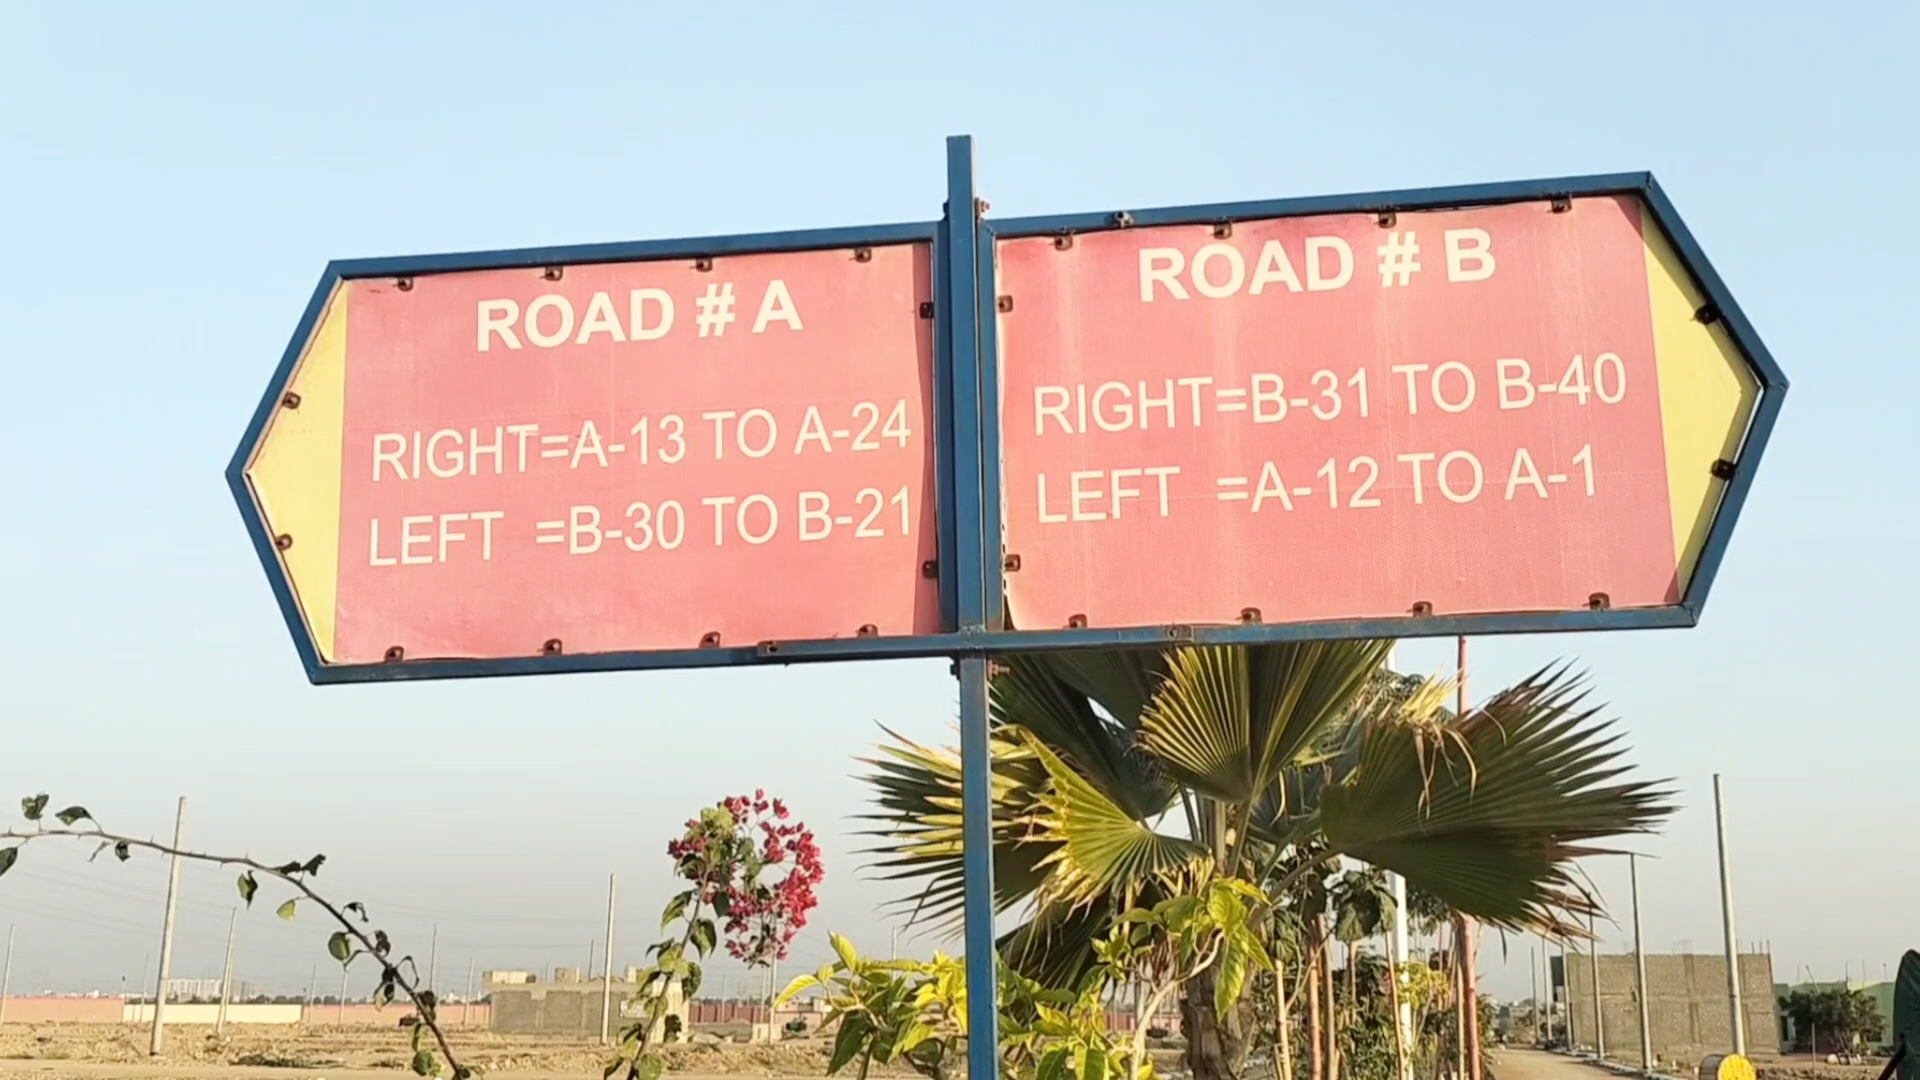 ROAD # A
RIGHT=A-13 TO A-24
LEFT =B-30 TO B-21
ROAD # B
RIGHT=B-31 TO B-40
LEFT =A-12 TO A-1